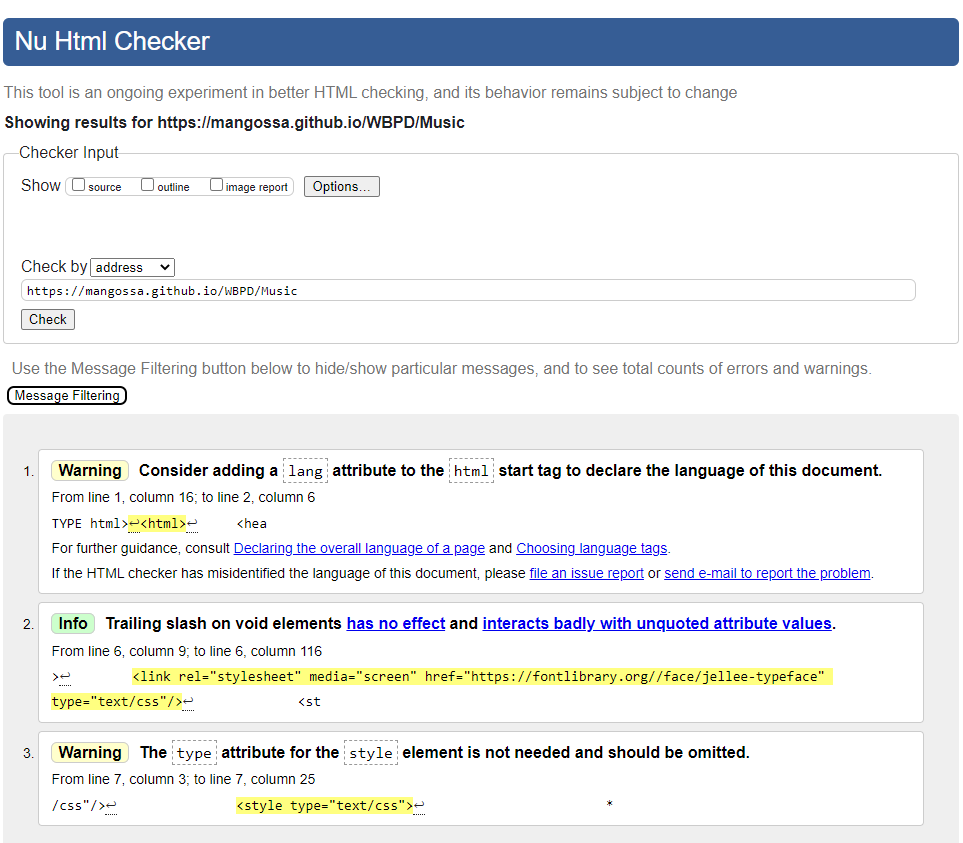 Nu Html Checker
This tool is an ongoing experiment in better HTML checking, and its behavior remains subject to change
Showing results for https://mangossa.github.io/WBPD/Music
Checker Input
Show source outline image report Options...
Check by address
https://mangossa.github.io/WBPD/Music
Check
Use the Message Filtering button below to hide/show particular messages, and to see total counts of errors and warnings.
Message Filtering
1. Warning Consider adding a lang attribute to the html start tag to declare the language of this document.
From line 1, column 16; to line 2, column 6
TYPE html>↩<html>↩ <hea
For further guidance, consult Declaring the overall language of a page and Choosing language tags.
If the HTML checker has misidentified the language of this document, please file an issue report or send e-mail to report the problem.
2. Info Trailing slash on void elements has no effect and interacts badly with unquoted attribute values.
From line 6, column 9; to line 6, column 116
>↩ <link rel="stylesheet" media="screen" href="https://fontlibrary.org//face/jellee-typeface"
type="text/css"/>↩ <st
3. Warning The type attribute for the style element is not needed and should be omitted.
From line 7, column 3; to line 7, column 25
/css"/>↩ <style type="text/css">↩ *